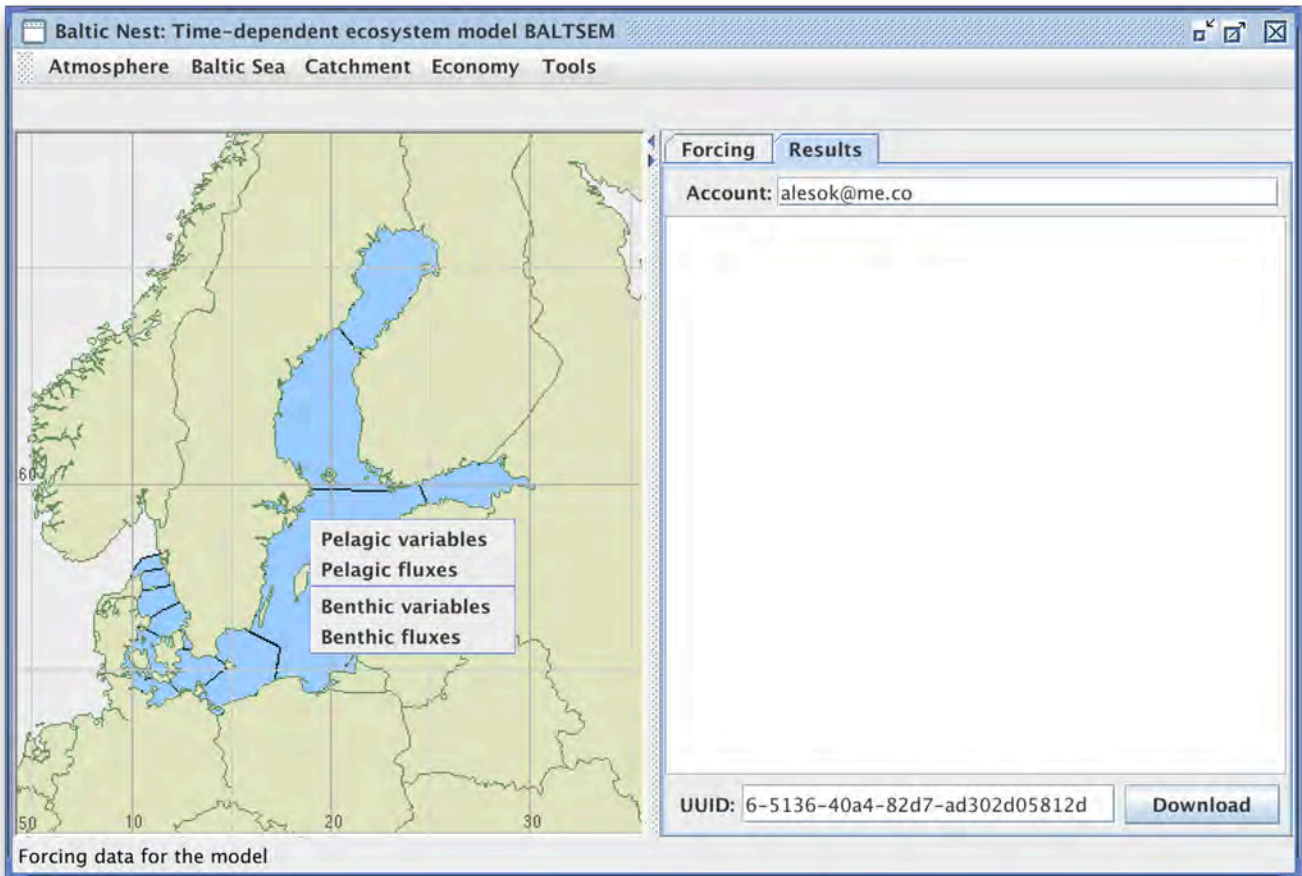 Baltic Nest: Time-dependent ecosystem model BALTSEM
Atmosphere Baltic Sea Catchment Economy Tools
Forcing Results
Account: alesok@me.co
60
Pelagic variables
Pelagic fluxes
Benthic variables
Benthic fluxes
UUID: 6-5136-40a4-82d7-ad302d05812d Download
50 10 20 30
Forcing data for the model